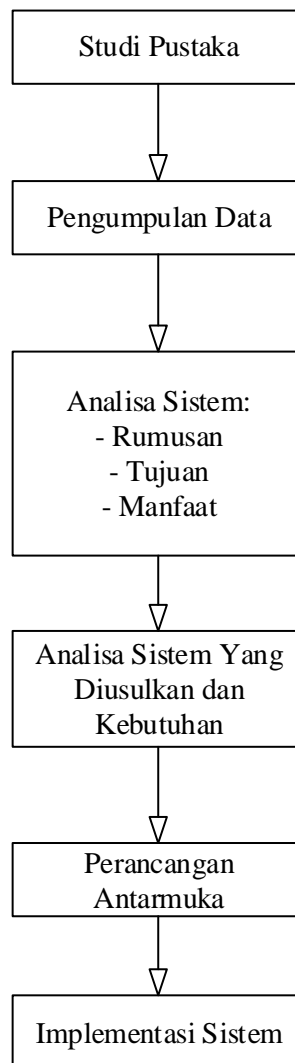 Studi Pustaka
Pengumpulan Data
Analisa Sistem:
- Rumusan
- Tujuan
- Manfaat
Analisa Sistem Yang
Diusulkan dan
Kebutuhan
Perancangan
Antarmuka
Implementasi Sistem